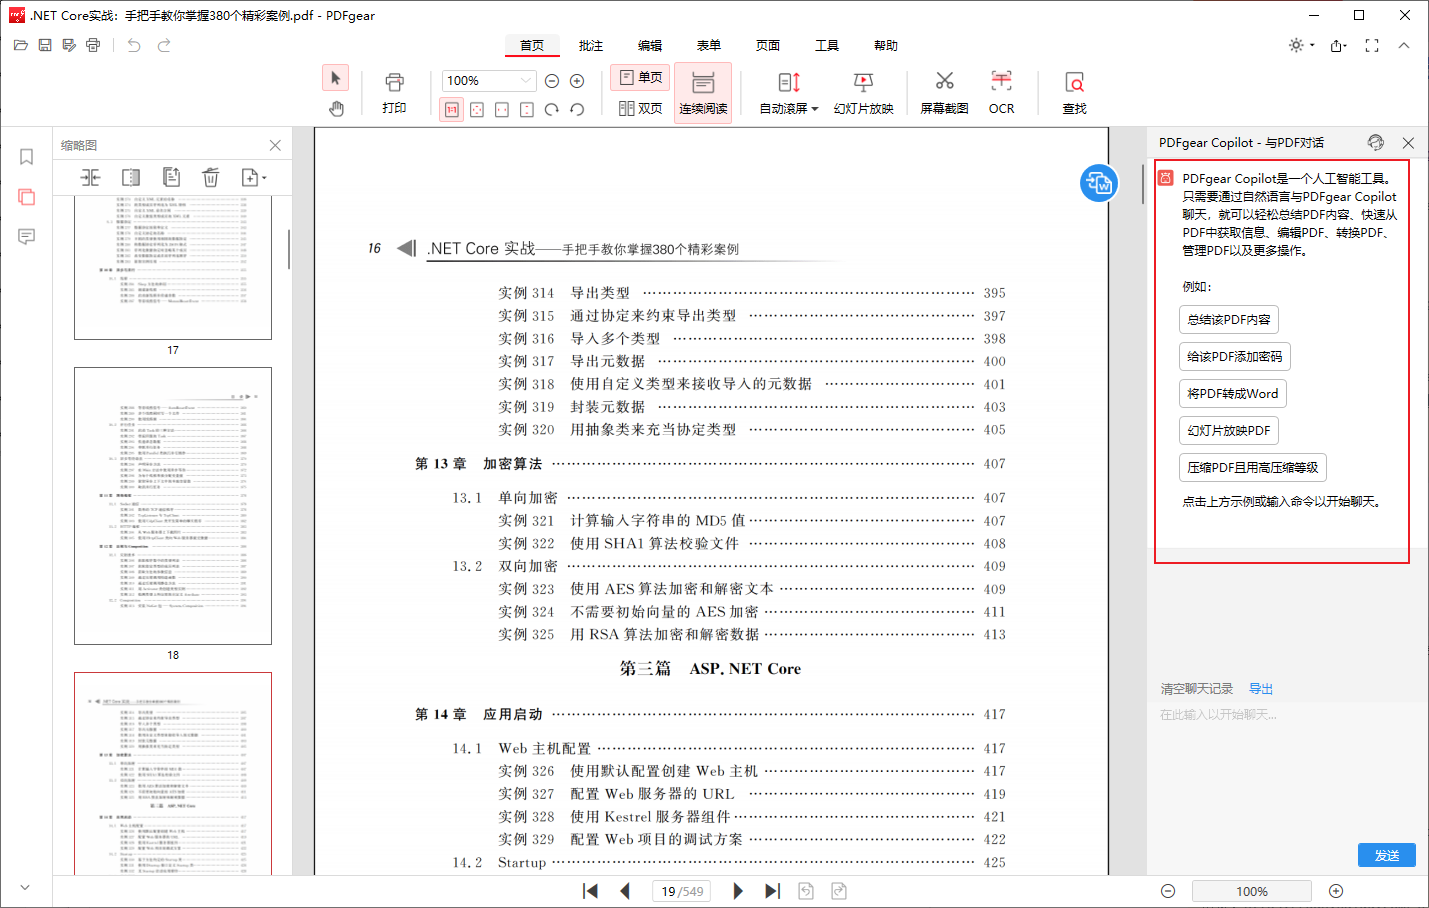 .NET Core实战：手把手教你掌握380个精彩案例.pdf - PDFgear
首页 批注 编辑 表单 页面 工具 帮助
100%
单页
双页
打印
连续阅读
自动滚屏
幻灯片放映
屏幕截图
OCR
查找
缩略图
17
18
16 .NET Core 实战——手把手教你掌握380个精彩案例
实例 314 导出类型 395
实例 315 通过协定来约束导出类型 397
实例 316 导入多个类型 398
实例 317 导出元数据 400
实例 318 使用自定义类型来接收导入的元数据 401
实例 319 封装元数据 403
实例 320 用抽象类来充当协定类型 405
第 13 章 加密算法 407
13.1 单向加密 407
实例 321 计算输入字符串的 MD5 值 407
实例 322 使用 SHA1 算法校验文件 408
13.2 双向加密 409
实例 323 使用 AES 算法加密和解密文本 409
实例 324 不需要初始向量的 AES 加密 411
实例 325 用 RSA 算法加密和解密数据 413
第三篇 ASP.NET Core
第 14 章 应用启动 417
14.1 Web 主机配置 417
实例 326 使用默认配置创建 Web 主机 417
实例 327 配置 Web 服务器的 URL 419
实例 328 使用 Kestrel 服务器组件 421
实例 329 配置 Web 项目的调试方案 422
14.2 Startup 425
PDFgear Copilot - 与PDF对话
PDFgear Copilot是一个人工智能工具。
只需要通过自然语言与PDFgear Copilot
聊天，就可以轻松总结PDF内容、快速从
PDF中获取信息、编辑PDF、转换PDF、
管理PDF以及更多操作。
例如：
总结该PDF内容
给该PDF添加密码
将PDF转成Word
幻灯片放映PDF
压缩PDF且用高压缩等级
点击上方示例或输入命令以开始聊天。
清空聊天记录 导出
在此输入以开始聊天...
发送
19 /549
100%